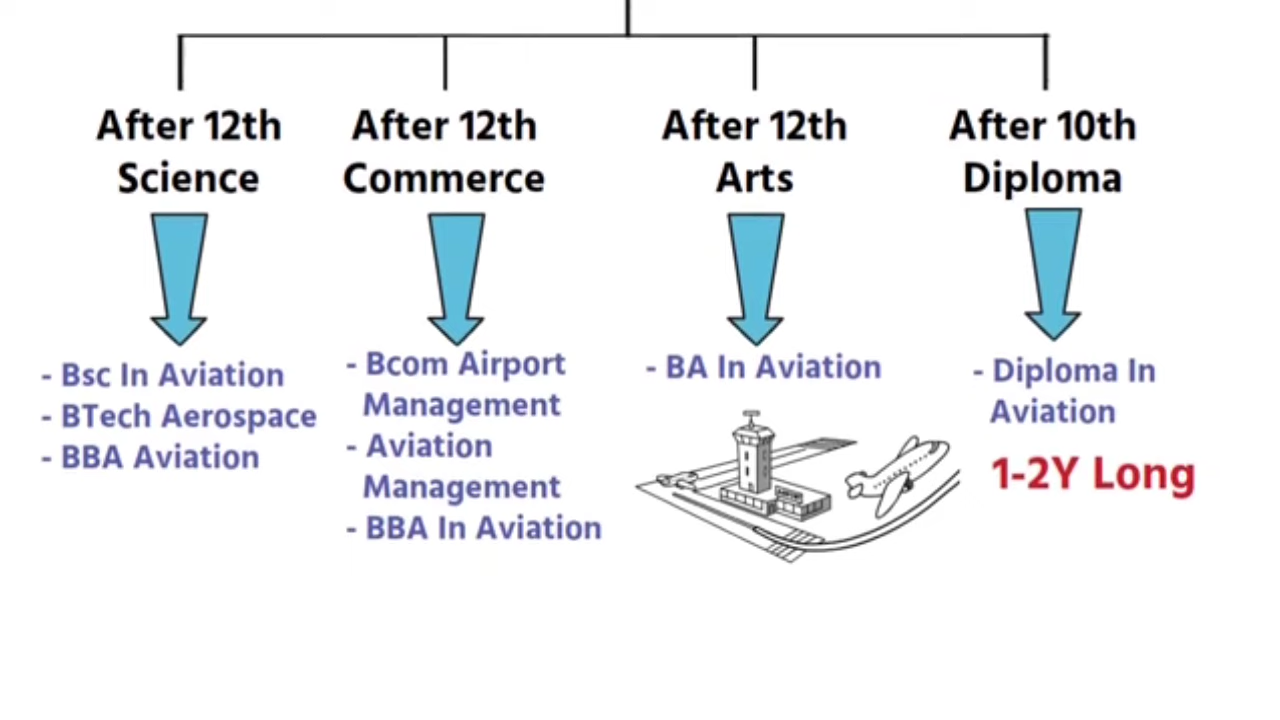 After 12th
Science
After 12th
Commerce
After 12th
Arts
After 10th
Diploma
- Bsc In Aviation
- BTech Aerospace
- BBA Aviation
- Bcom Airport
Management
- Aviation
Management
- BBA In Aviation
- BA In Aviation
- Diploma In
Aviation
1-2Y Long